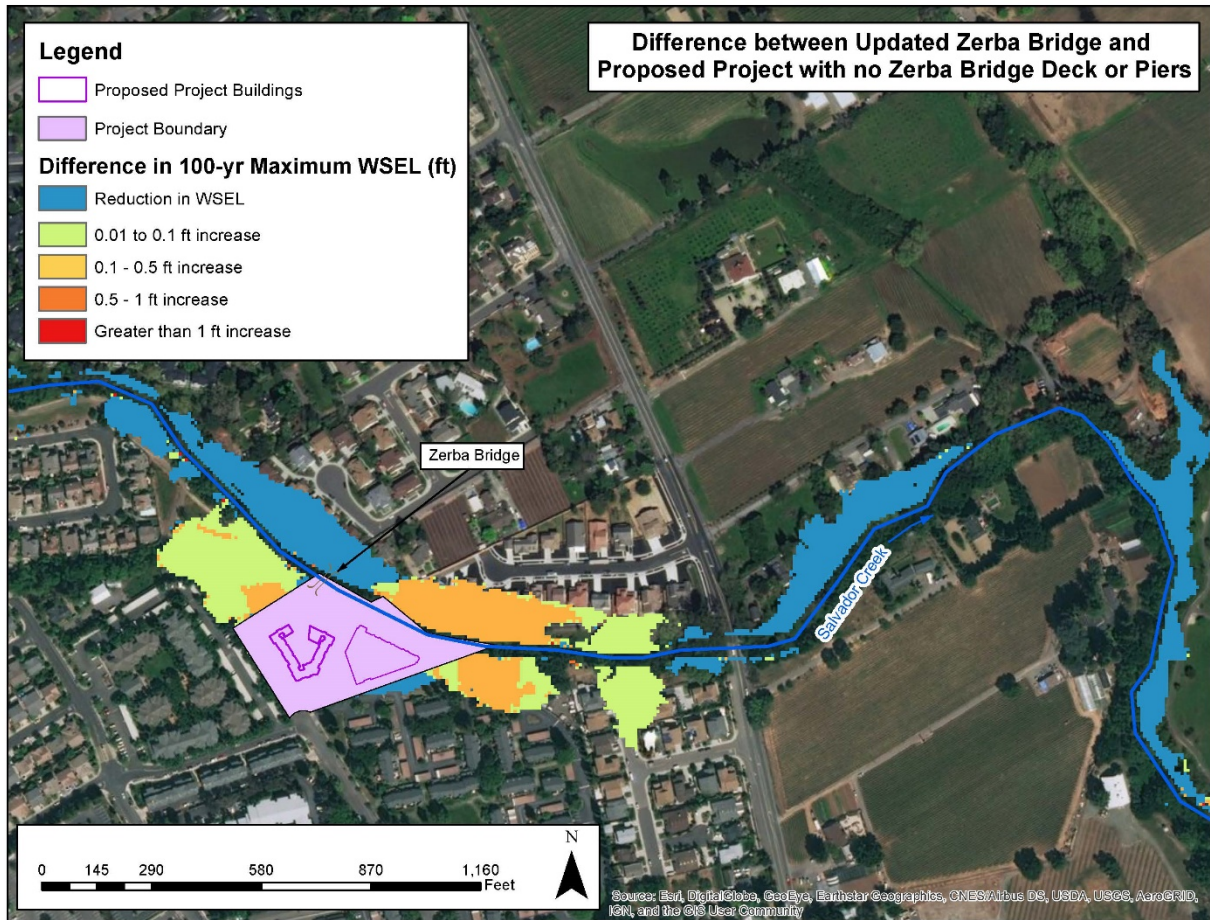 Legend
Proposed Project Buildings
Project Boundary
Difference in 100-yr Maximum WSEL (ft)
Reduction in WSEL
0.01 to 0.1 ft increase
0.1 - 0.5 ft increase
0.5 - 1 ft increase
Greater than 1 ft increase
Difference between Updated Zerba Bridge and
Proposed Project with no Zerba Bridge Deck or Piers
Zerba Bridge
Salvador Creek
N
0 145 290 580 870 1,160
Feet
Source: Esri, DigitalGlobe, GeoEye, Earthstar Geographics, CNES/Airbus DS, USDA, USGS, AeroGRID,
IGN, and the GIS User Community